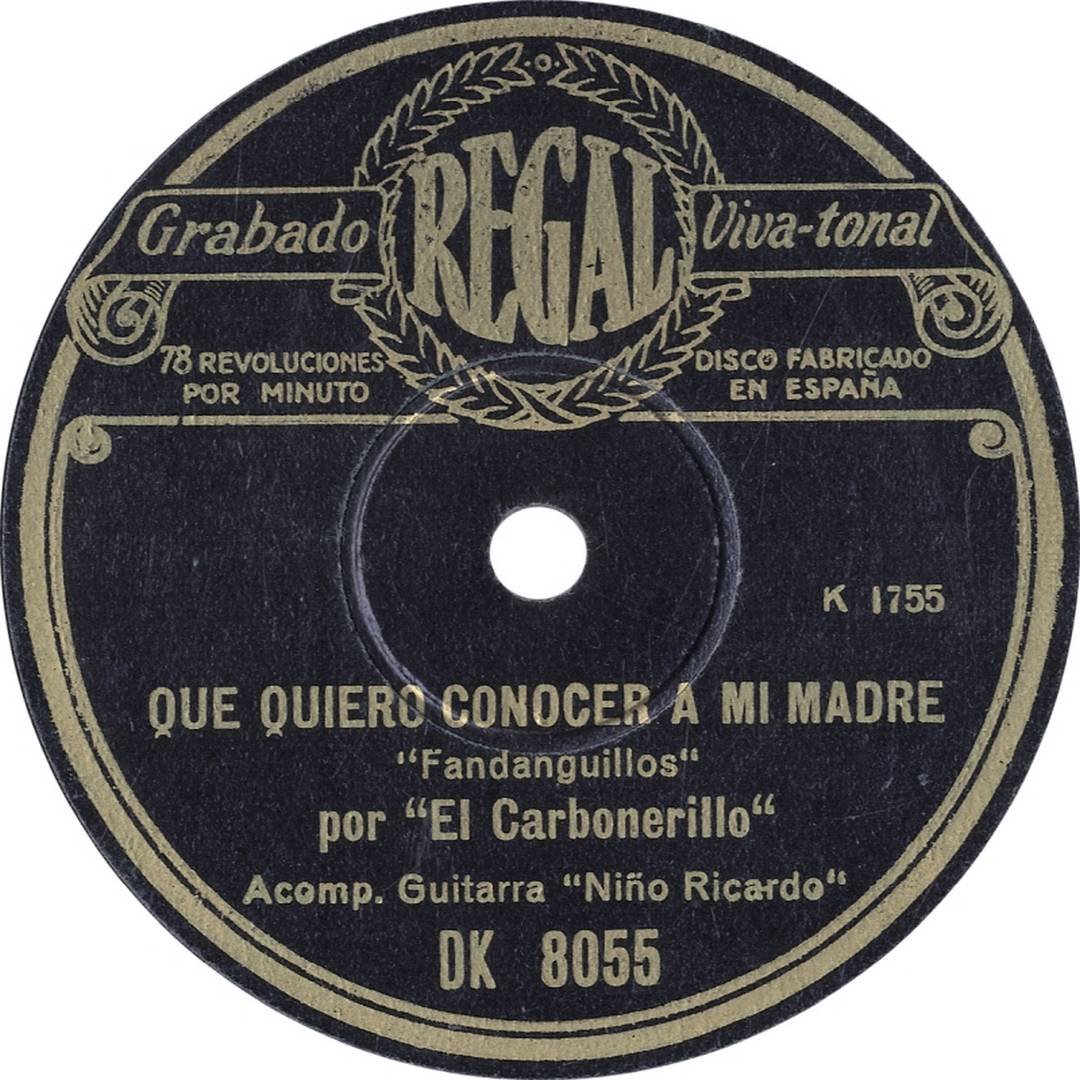 REGAL
Grabado Viva-tonal
78 REVOLUCIONES POR MINUTO
DISCO FABRICADO EN ESPAÑA
K 1755
QUE QUIERO CONOCER A MI MADRE
“Fandanguillos“
por “El Carbonerillo“
Acomp. Guitarra “Niño Ricardo“
DK 8055